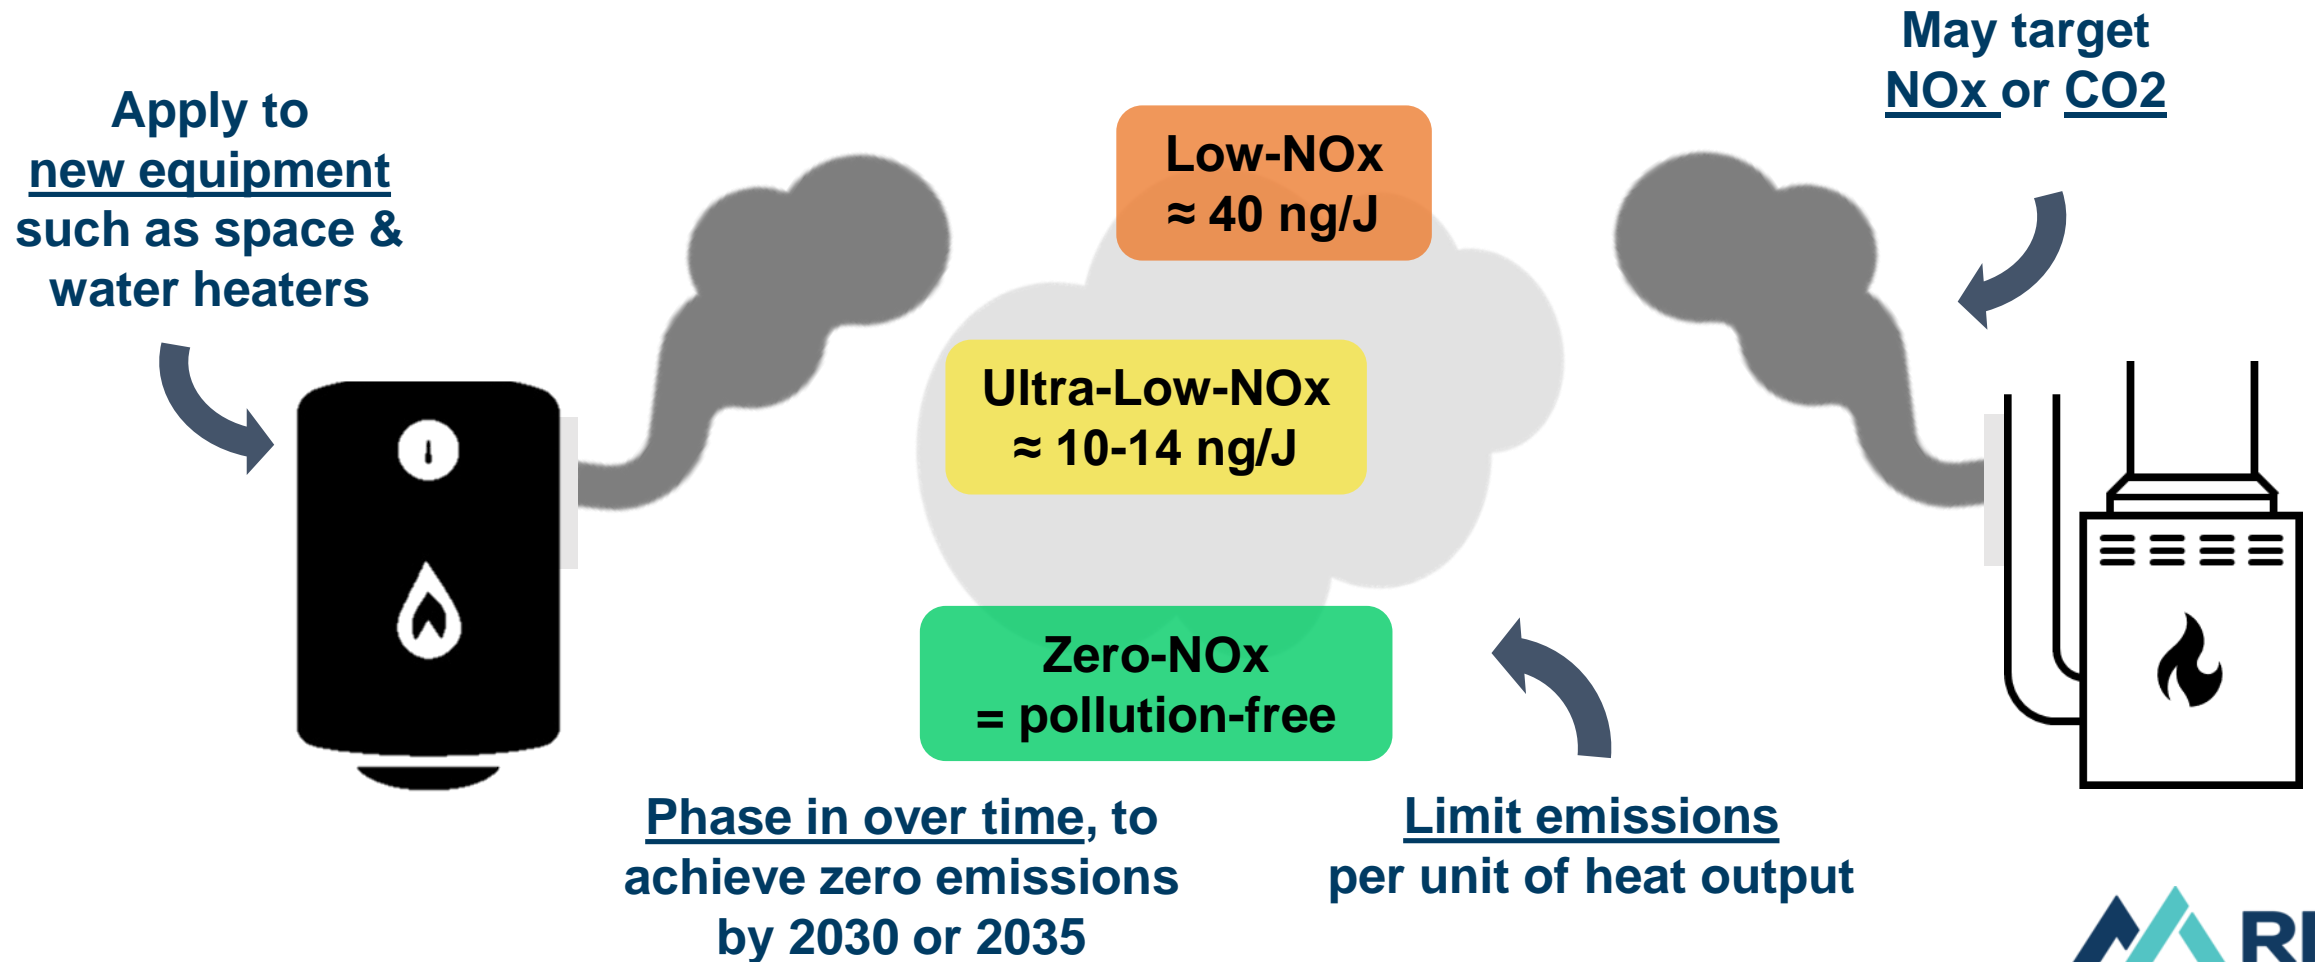 Apply to
new equipment
such as space &
water heaters
Low-NOx
≈ 40 ng/J
Ultra-Low-NOx
≈ 10-14 ng/J
Zero-NOx
= pollution-free
May target
NOx or CO2
Phase in over time, to
achieve zero emissions
by 2030 or 2035
Limit emissions
per unit of heat output